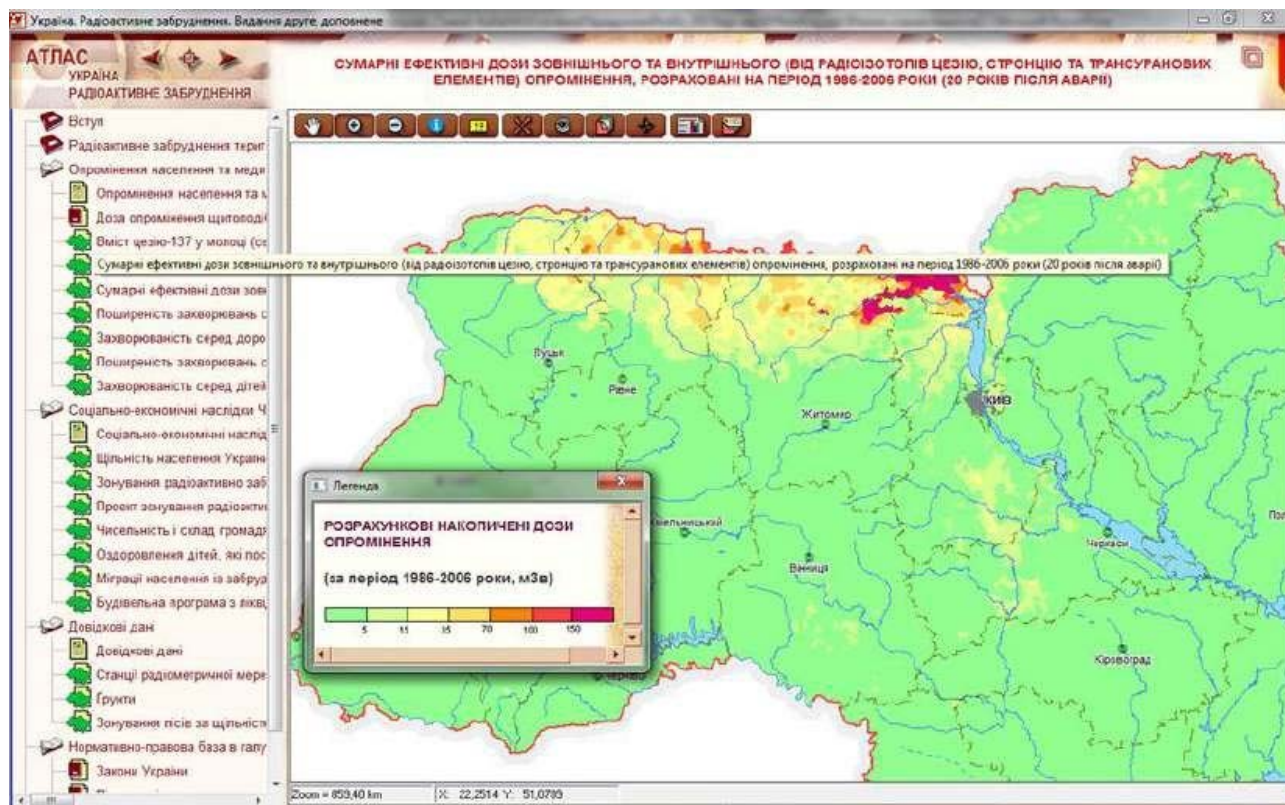 Україна. Радіоактивне забруднення. Видання друге, доповнене
АТЛАС
УКРАЇНА
РАДІОАКТИВНЕ ЗАБРУДНЕННЯ
СУМАРНІ ЕФЕКТИВНІ ДОЗИ ЗОВНІШНЬОГО ТА ВНУТРІШНЬОГО (ВІД РАДІОІЗОТОПІВ ЦЕЗІЮ, СТРОНЦІЮ ТА ТРАНСУРАНОВИХ
ЕЛЕМЕНТІВ) ОПРОМІНЕННЯ, РОЗРАХОВАНІ НА ПЕРІОД 1986-2006 РОКИ (20 РОКІВ ПІСЛЯ АВАРІЇ)
Вступ
Радіоактивне забруднення терит
Опромінення населення та меди
Опромінення населення та м
Доза опромінення щитоподі
Вміст цезію-137 у молоці (се
Сумарні ефективні дози зовнішнього та внутрішнього (від радіоізотопів цезію, стронцію та трансуранових елементів) опромінення, розраховані на період 1986-2006 роки (20 років після аварії)
Сумарні ефективні дози зовн
Поширеність захворювань с
Захворюваність серед доро
Поширеність захворювань с
Захворюваність серед дітей
Соціально-економічні наслідки Ч
Соціально-економічні наслід
Щільність населення Україн
Зонування радіоактивно заб
Проект зонування радіоактив
Чисельність і склад громадя
Оздоровлення дітей, які пос
Міграції населення із забруд
Будівельна програма з ліквід
Довідкові дані
Довідкові дані
Станції радіометричної мере
Ґрунти
Зонування лісів за щільніст
Нормативно-правова база в галу
Закони України
Луцьк
Рівне
Житомир
КИЇВ
Хмельницький
Вінниця
Черкаси
Кіровоград
Чернівці
Пол
Легенда
РОЗРАХУНКОВІ НАКОПИЧЕНІ ДОЗИ
ОПРОМІНЕННЯ
(за період 1986-2006 роки, мЗв)
5 15 70 100 150
Zoom = 859,40 km X: 22,2514 Y: 51,0789